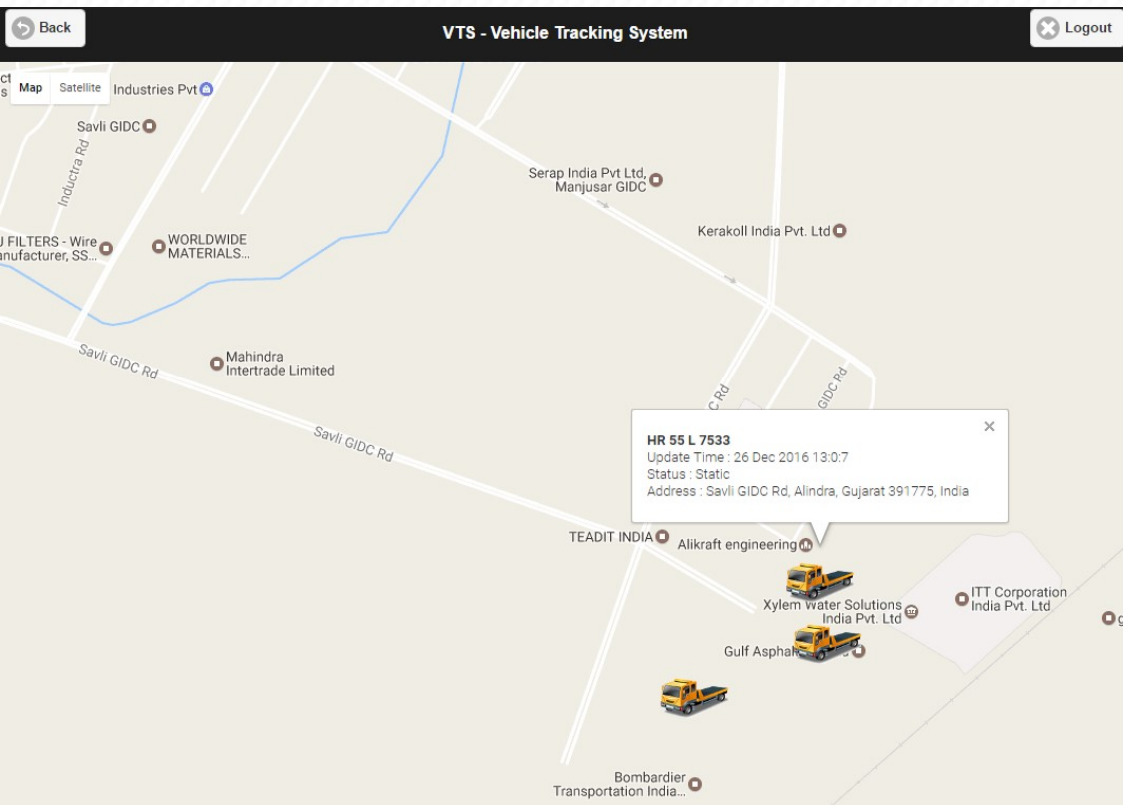 Back
VTS - Vehicle Tracking System
Logout
Map
Satellite
Industries Pvt
Savli GIDC
Inductra Rd
Serap India Pvt Ltd,
Manjusar GIDC
Kerakoll India Pvt. Ltd
FILTERS - Wire
WORLDWIDE
MATERIALS...
Mahindra
Intertrade Limited
Savli GIDC Rd
Savli GIDC Rd
Rd
GIDC Rd
HR 55 L 7533
Update Time : 26 Dec 2016 13:0:7
Status : Static
Address : Savli GIDC Rd, Alindra, Gujarat 391775, India
TEADIT INDIA
Alikraft engineering
Xylem Water Solutions
India Pvt. Ltd
ITT Corporation
India Pvt. Ltd
Gulf
Bombardier
Transportation India...